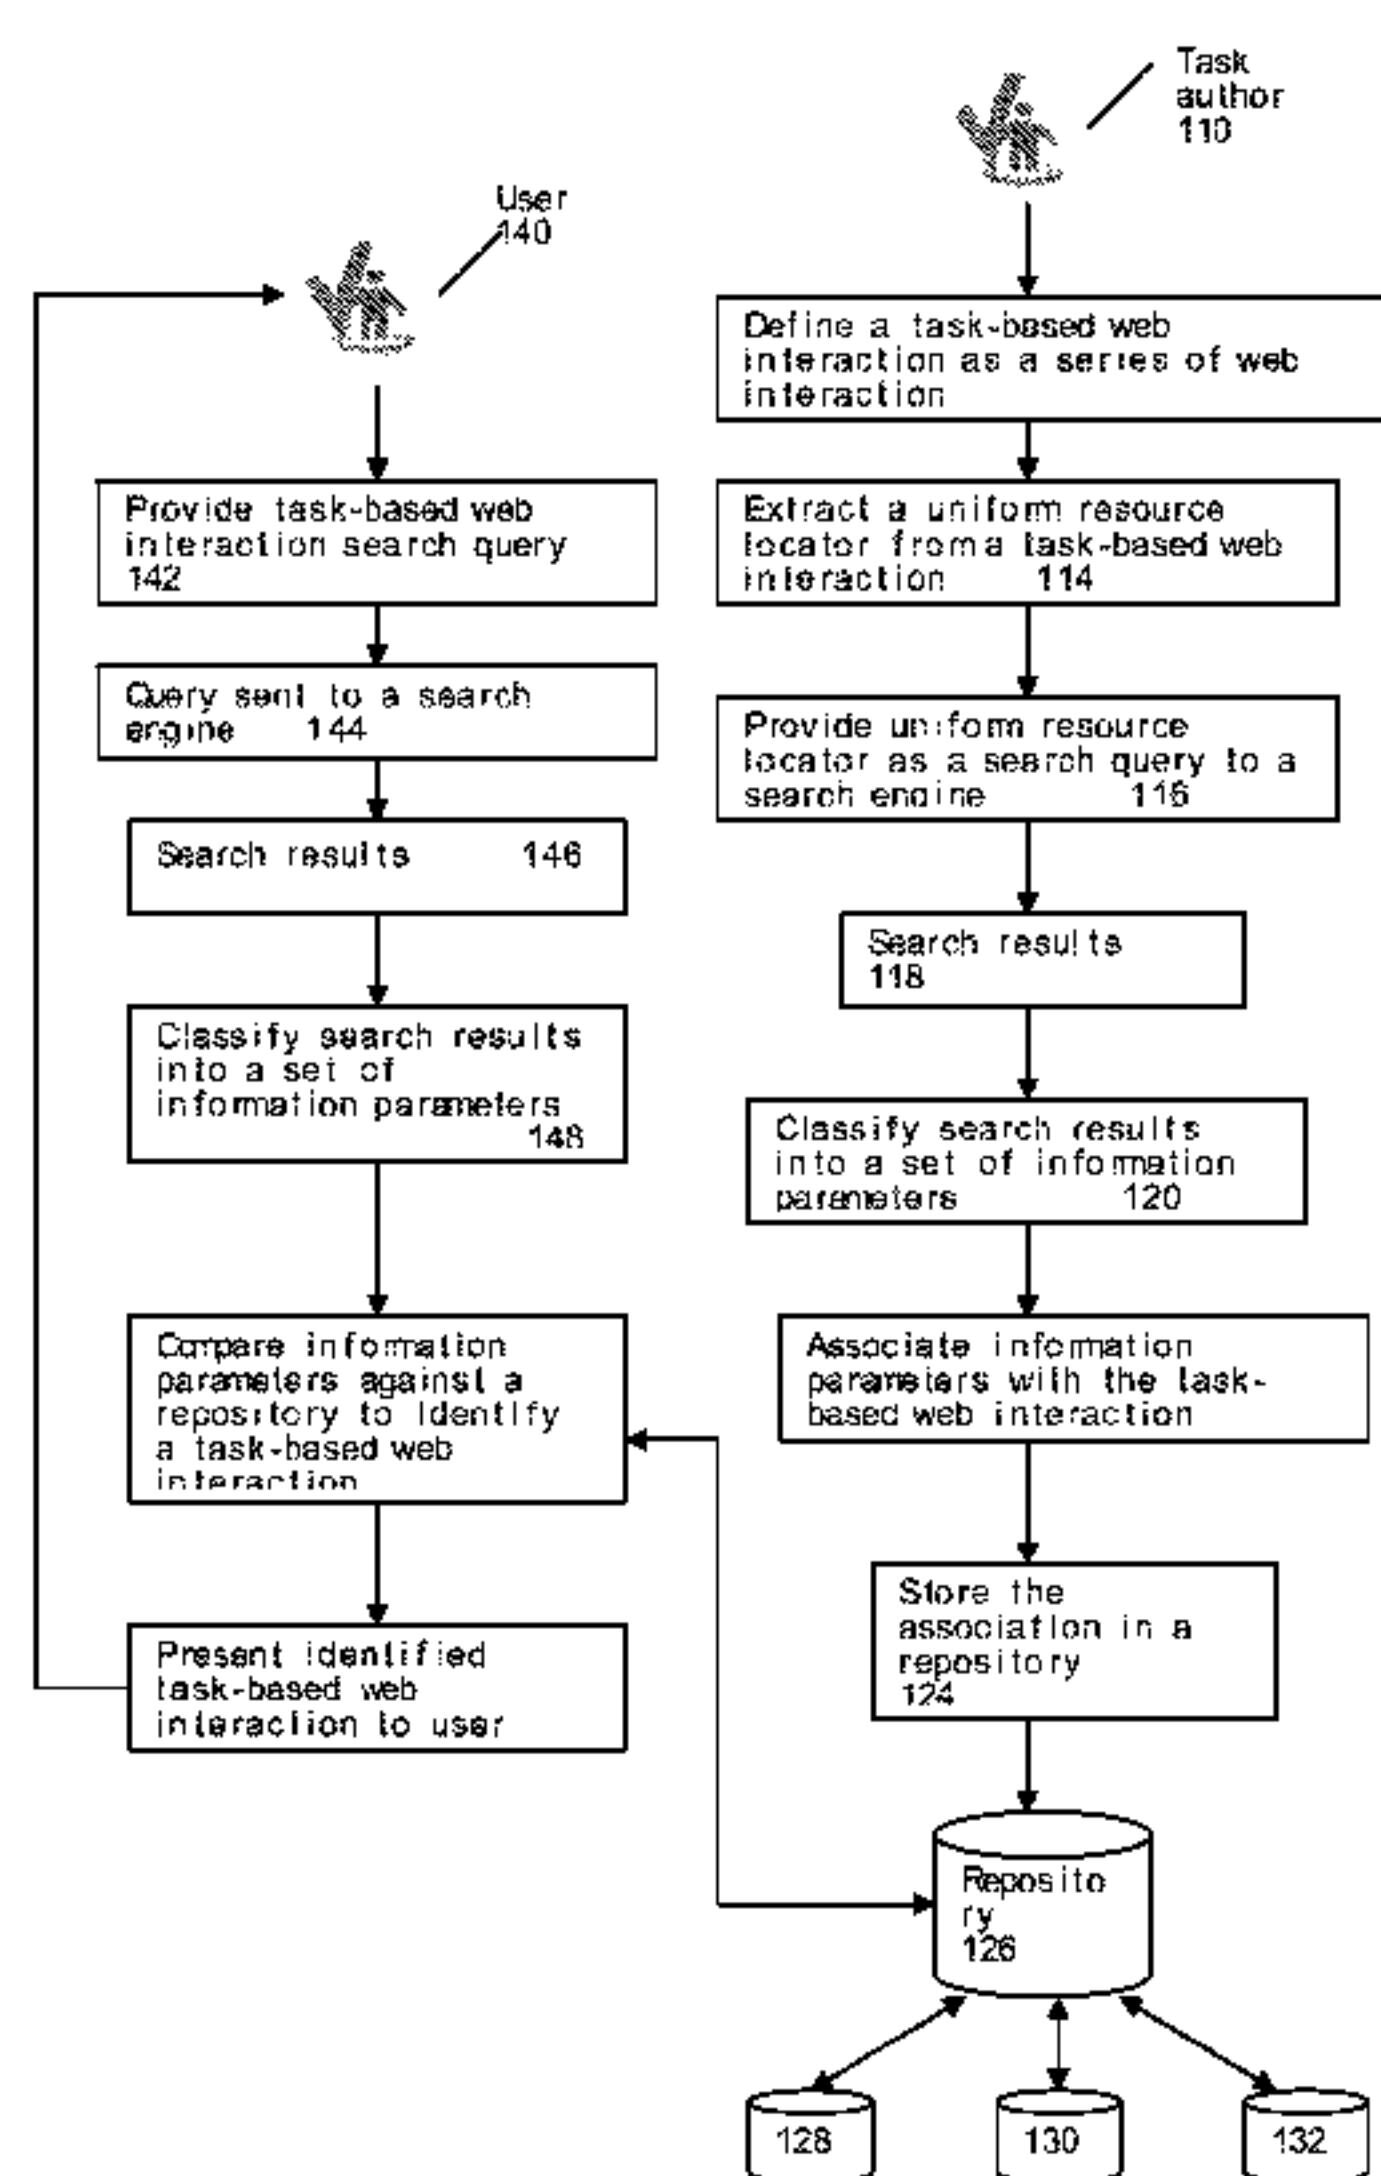 Task
author
110
User
140
Define a task-based web
interaction as a series of web
interaction
Provide task-based web
interaction search query
142
Extract a uniform resource
locator from a task-based web
interaction 114
Query sent to a search
engine 144
Provide uniform resource
locator as a search query to a
search engine 116
Search results 146
Search results
118
Classify search results
into a set of
information parameters
148
Classify search results
into a set of information
parameters 120
Compare information
parameters against a
repository to identify
a task-based web
interaction
Associate information
parameters with the task-
based web interaction
Store the
association in a
repository
124
Present identified
task-based web
interaction to user
Reposito
ry
126
128
130
132